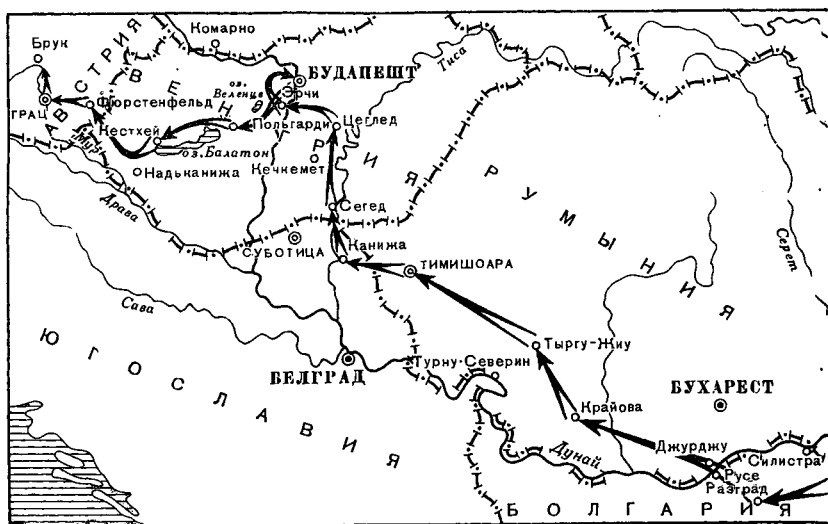 Комарно
Брук
АВСТРИЯ
ВЕНГРИЯ
оз.
Веленце
БУДАПЕШТ
Эрчи
Тиса
ГРАЦ
Фюрстенфельд
Польгарди
Цеглед
Кестхей
Мур
оз. Балатон
Надьканижа
Кечкемет
РУМЫНИЯ
Драва
Сегед
СУБОТИЦА
Канижа
ТИМИШОАРА
Серет
Сава
ЮГОСЛАВИЯ
БЕЛГРАД
Турну-Северин
Тыргу-Жиу
БУХАРЕСТ
Крайова
Дунай
Джурджу
Силистра
Русе
Разград
БОЛГАРИЯ